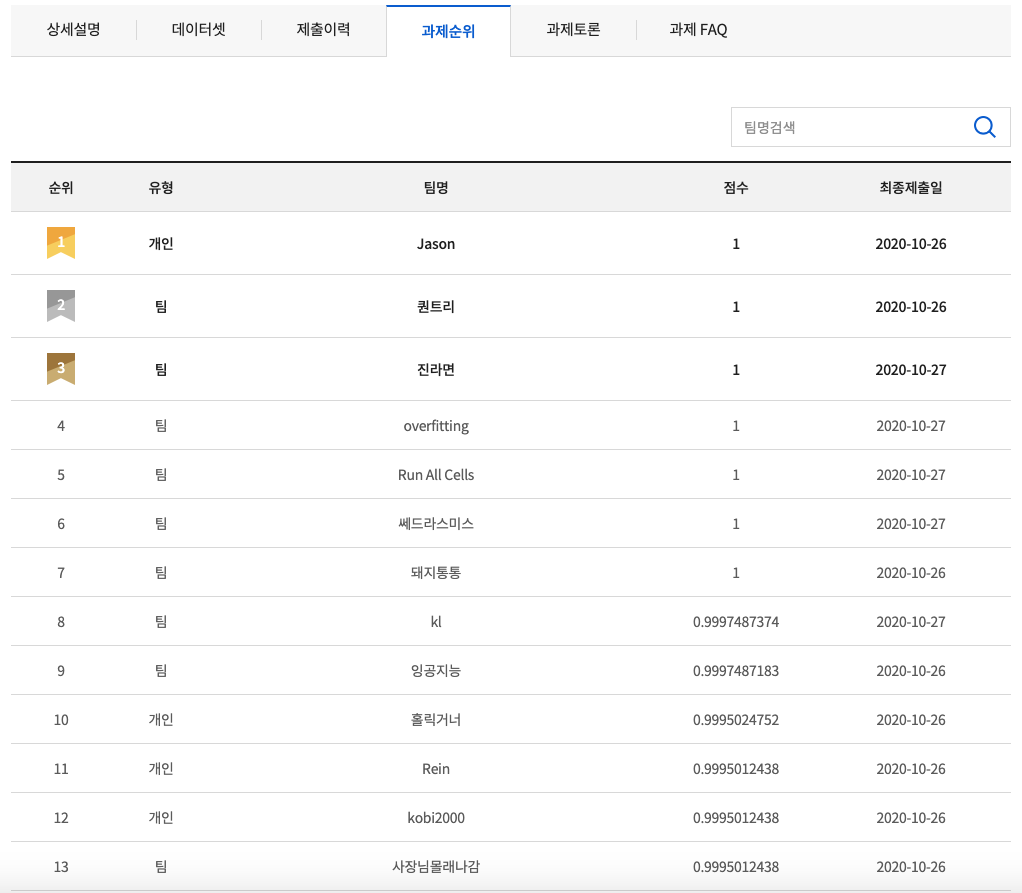 상세설명 데이터셋 제출이력 과제순위 과제토론 과제 FAQ
팀명검색
순위 유형 팀명 점수 최종제출일
1 개인 Jason 1 2020-10-26
2 팀 퀀트리 1 2020-10-26
3 팀 진라면 1 2020-10-27
4 팀 overfitting 1 2020-10-27
5 팀 Run All Cells 1 2020-10-27
6 팀 쎄드라스미스 1 2020-10-27
7 팀 돼지통통 1 2020-10-26
8 팀 kl 0.9997487374 2020-10-27
9 팀 잉공지능 0.9997487183 2020-10-26
10 개인 홀릭거너 0.9995024752 2020-10-26
11 개인 Rein 0.9995012438 2020-10-26
12 개인 kobi2000 0.9995012438 2020-10-26
13 팀 사장님몰래나감 0.9995012438 2020-10-26